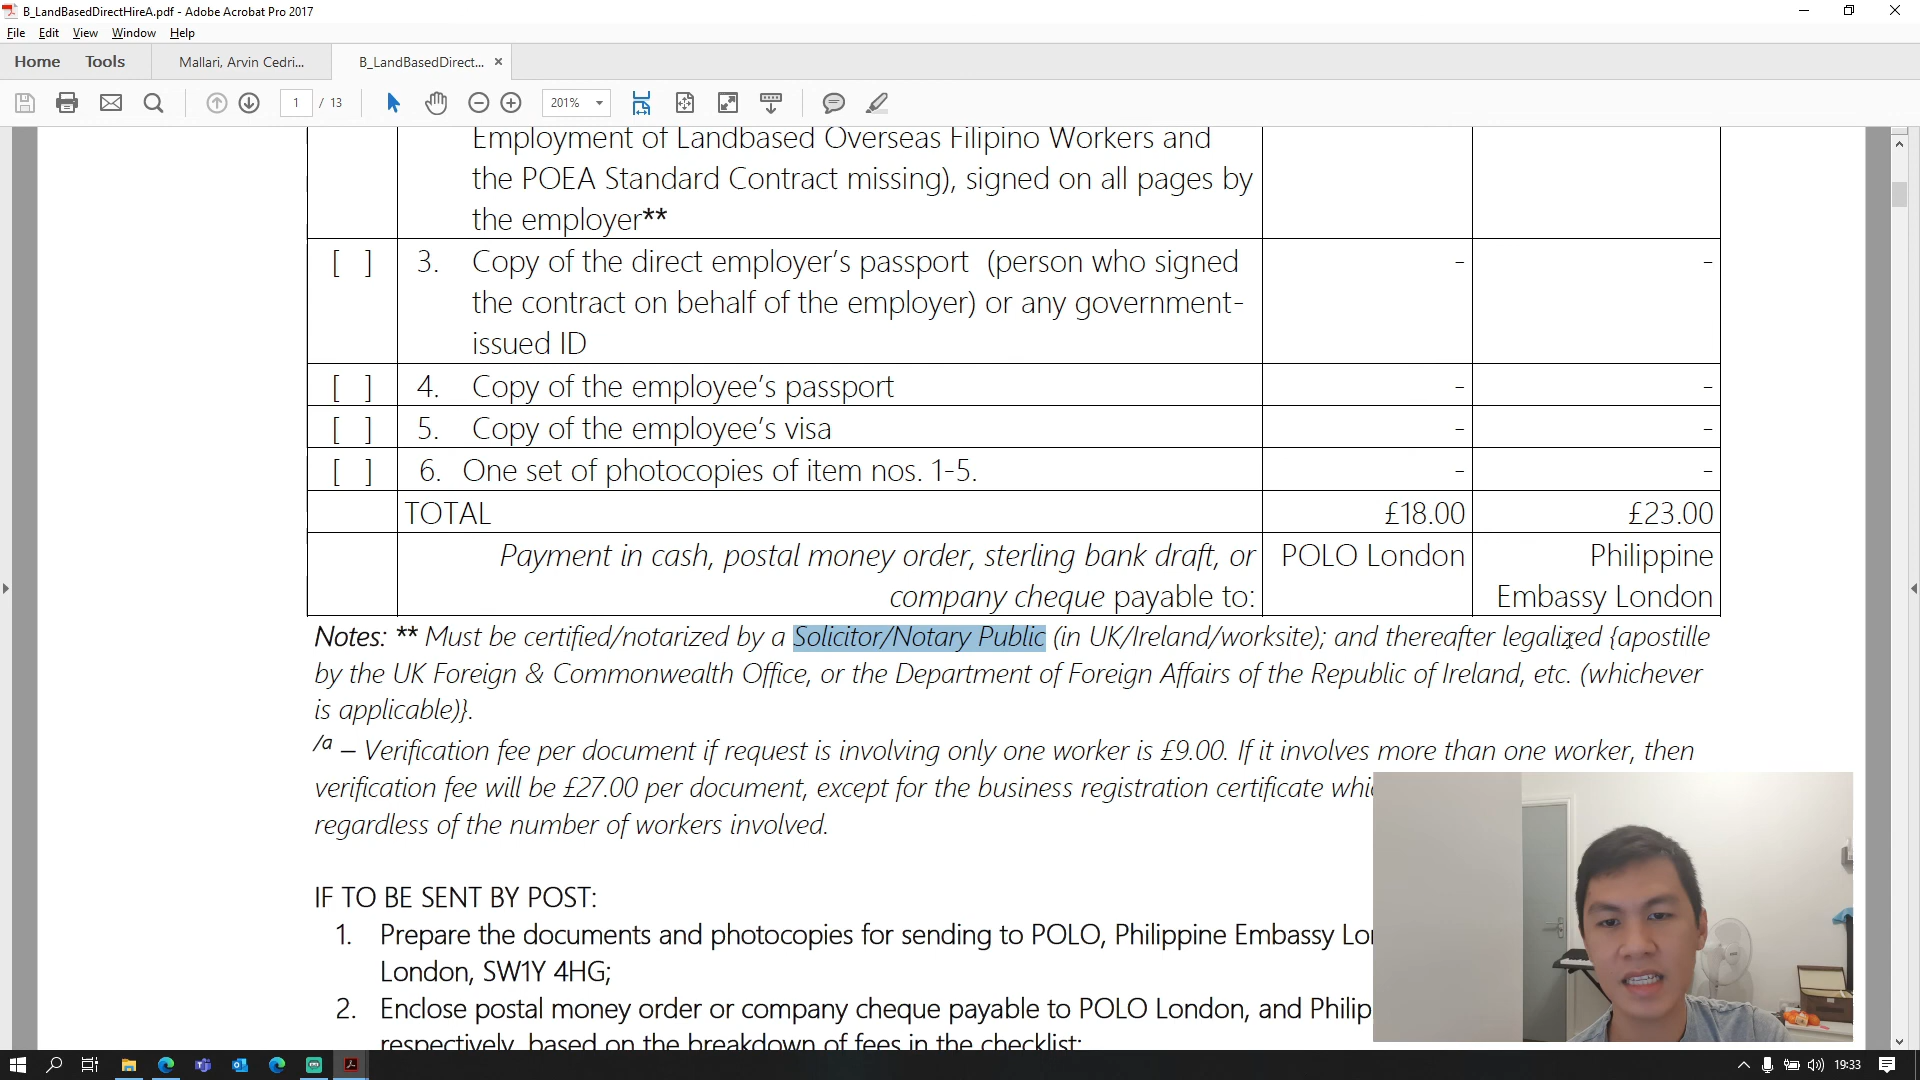 B_LandBasedDirectHireA.pdf - Adobe Acrobat Pro 2017
File Edit View Window Help
Home Tools Mallari, Arvin Cedri... B_LandBasedDirect... ×
1 / 13 201%
Employment of Landbased Overseas Filipino Workers and
the POEA Standard Contract missing), signed on all pages by
the employer**
[ ] 3. Copy of the direct employer's passport (person who signed - -
the contract on behalf of the employer) or any government-
issued ID
[ ] 4. Copy of the employee's passport - -
[ ] 5. Copy of the employee's visa - -
[ ] 6. One set of photocopies of item nos. 1-5. - -
TOTAL £18.00 £23.00
Payment in cash, postal money order, sterling bank draft, or POLO London Philippine
company cheque payable to: Embassy London
Notes: ** Must be certified/notarized by a Solicitor/Notary Public (in UK/Ireland/worksite); and thereafter legalized {apostille
by the UK Foreign & Commonwealth Office, or the Department of Foreign Affairs of the Republic of Ireland, etc. (whichever
is applicable)}.
/a – Verification fee per document if request is involving only one worker is £9.00. If it involves more than one worker, then
verification fee will be £27.00 per document, except for the business registration certificate whi
regardless of the number of workers involved.
IF TO BE SENT BY POST:
1. Prepare the documents and photocopies for sending to POLO, Philippine Embassy Lo
London, SW1Y 4HG;
2. Enclose postal money order or company cheque payable to POLO London, and Philip
respectively, based on the breakdown of fees in the checklist;
19:33